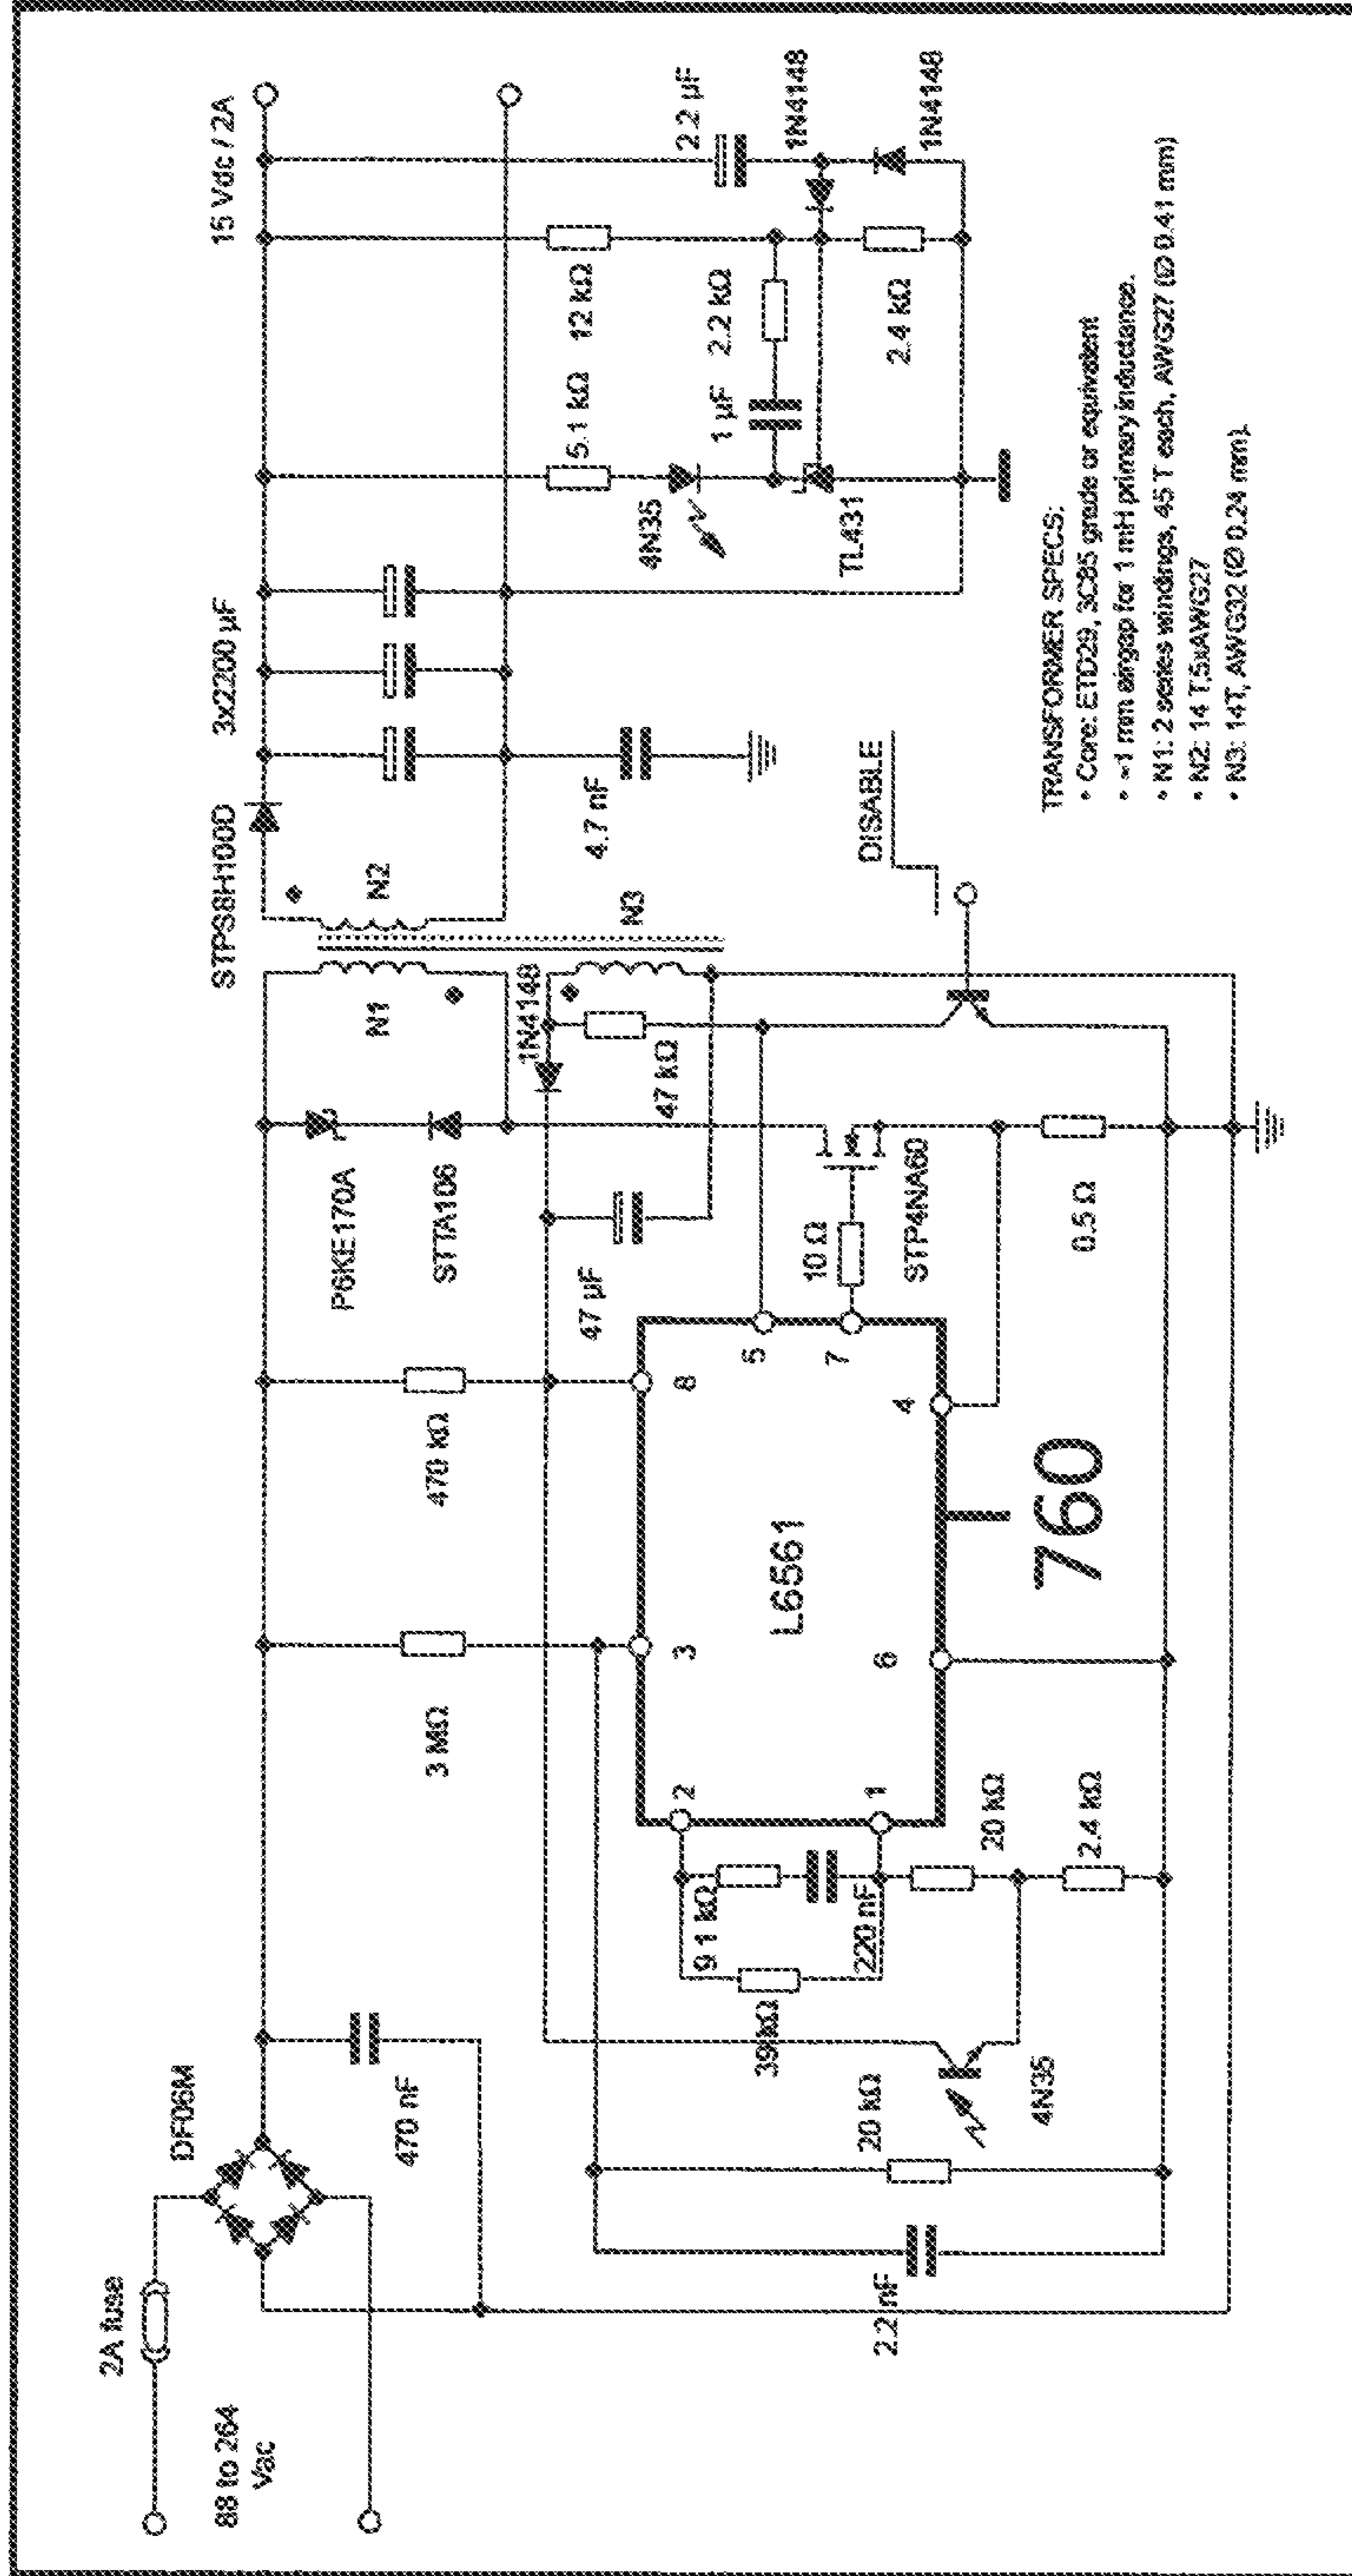 2A fuse
88 to 264
Vac
DF06M
470 nF
3 MΩ
470 kΩ
P6KE170A
STTA106
N1
N2
N3
STPS8H100D
3x2200 µF
15 Vdc / 2A
4.7 nF
5.1 kΩ
12 kΩ
4N35
1 µF
2.2 kΩ
TL431
2.4 kΩ
2.2 µF
1N4148
1N4148
1N4148
47 kΩ
47 µF
DISABLE
2.2 nF
20 kΩ
4N35
39 kΩ
9.1 kΩ
220 nF
20 kΩ
2.4 kΩ
2
1
3
6
8
5
7
4
L6561
760
10 Ω
STP4NA60
0.5 Ω
TRANSFORMER SPECS:
• Core: ETD29, 3C85 grade or equivalent
• ≈1 mm airgap for 1 mH primary inductance.
• N1: 2 series windings, 45 T each, AWG27 (Ø 0.41 mm)
• N2: 14 T,5xAWG27
• N3: 14T, AWG32 (Ø 0.24 mm).